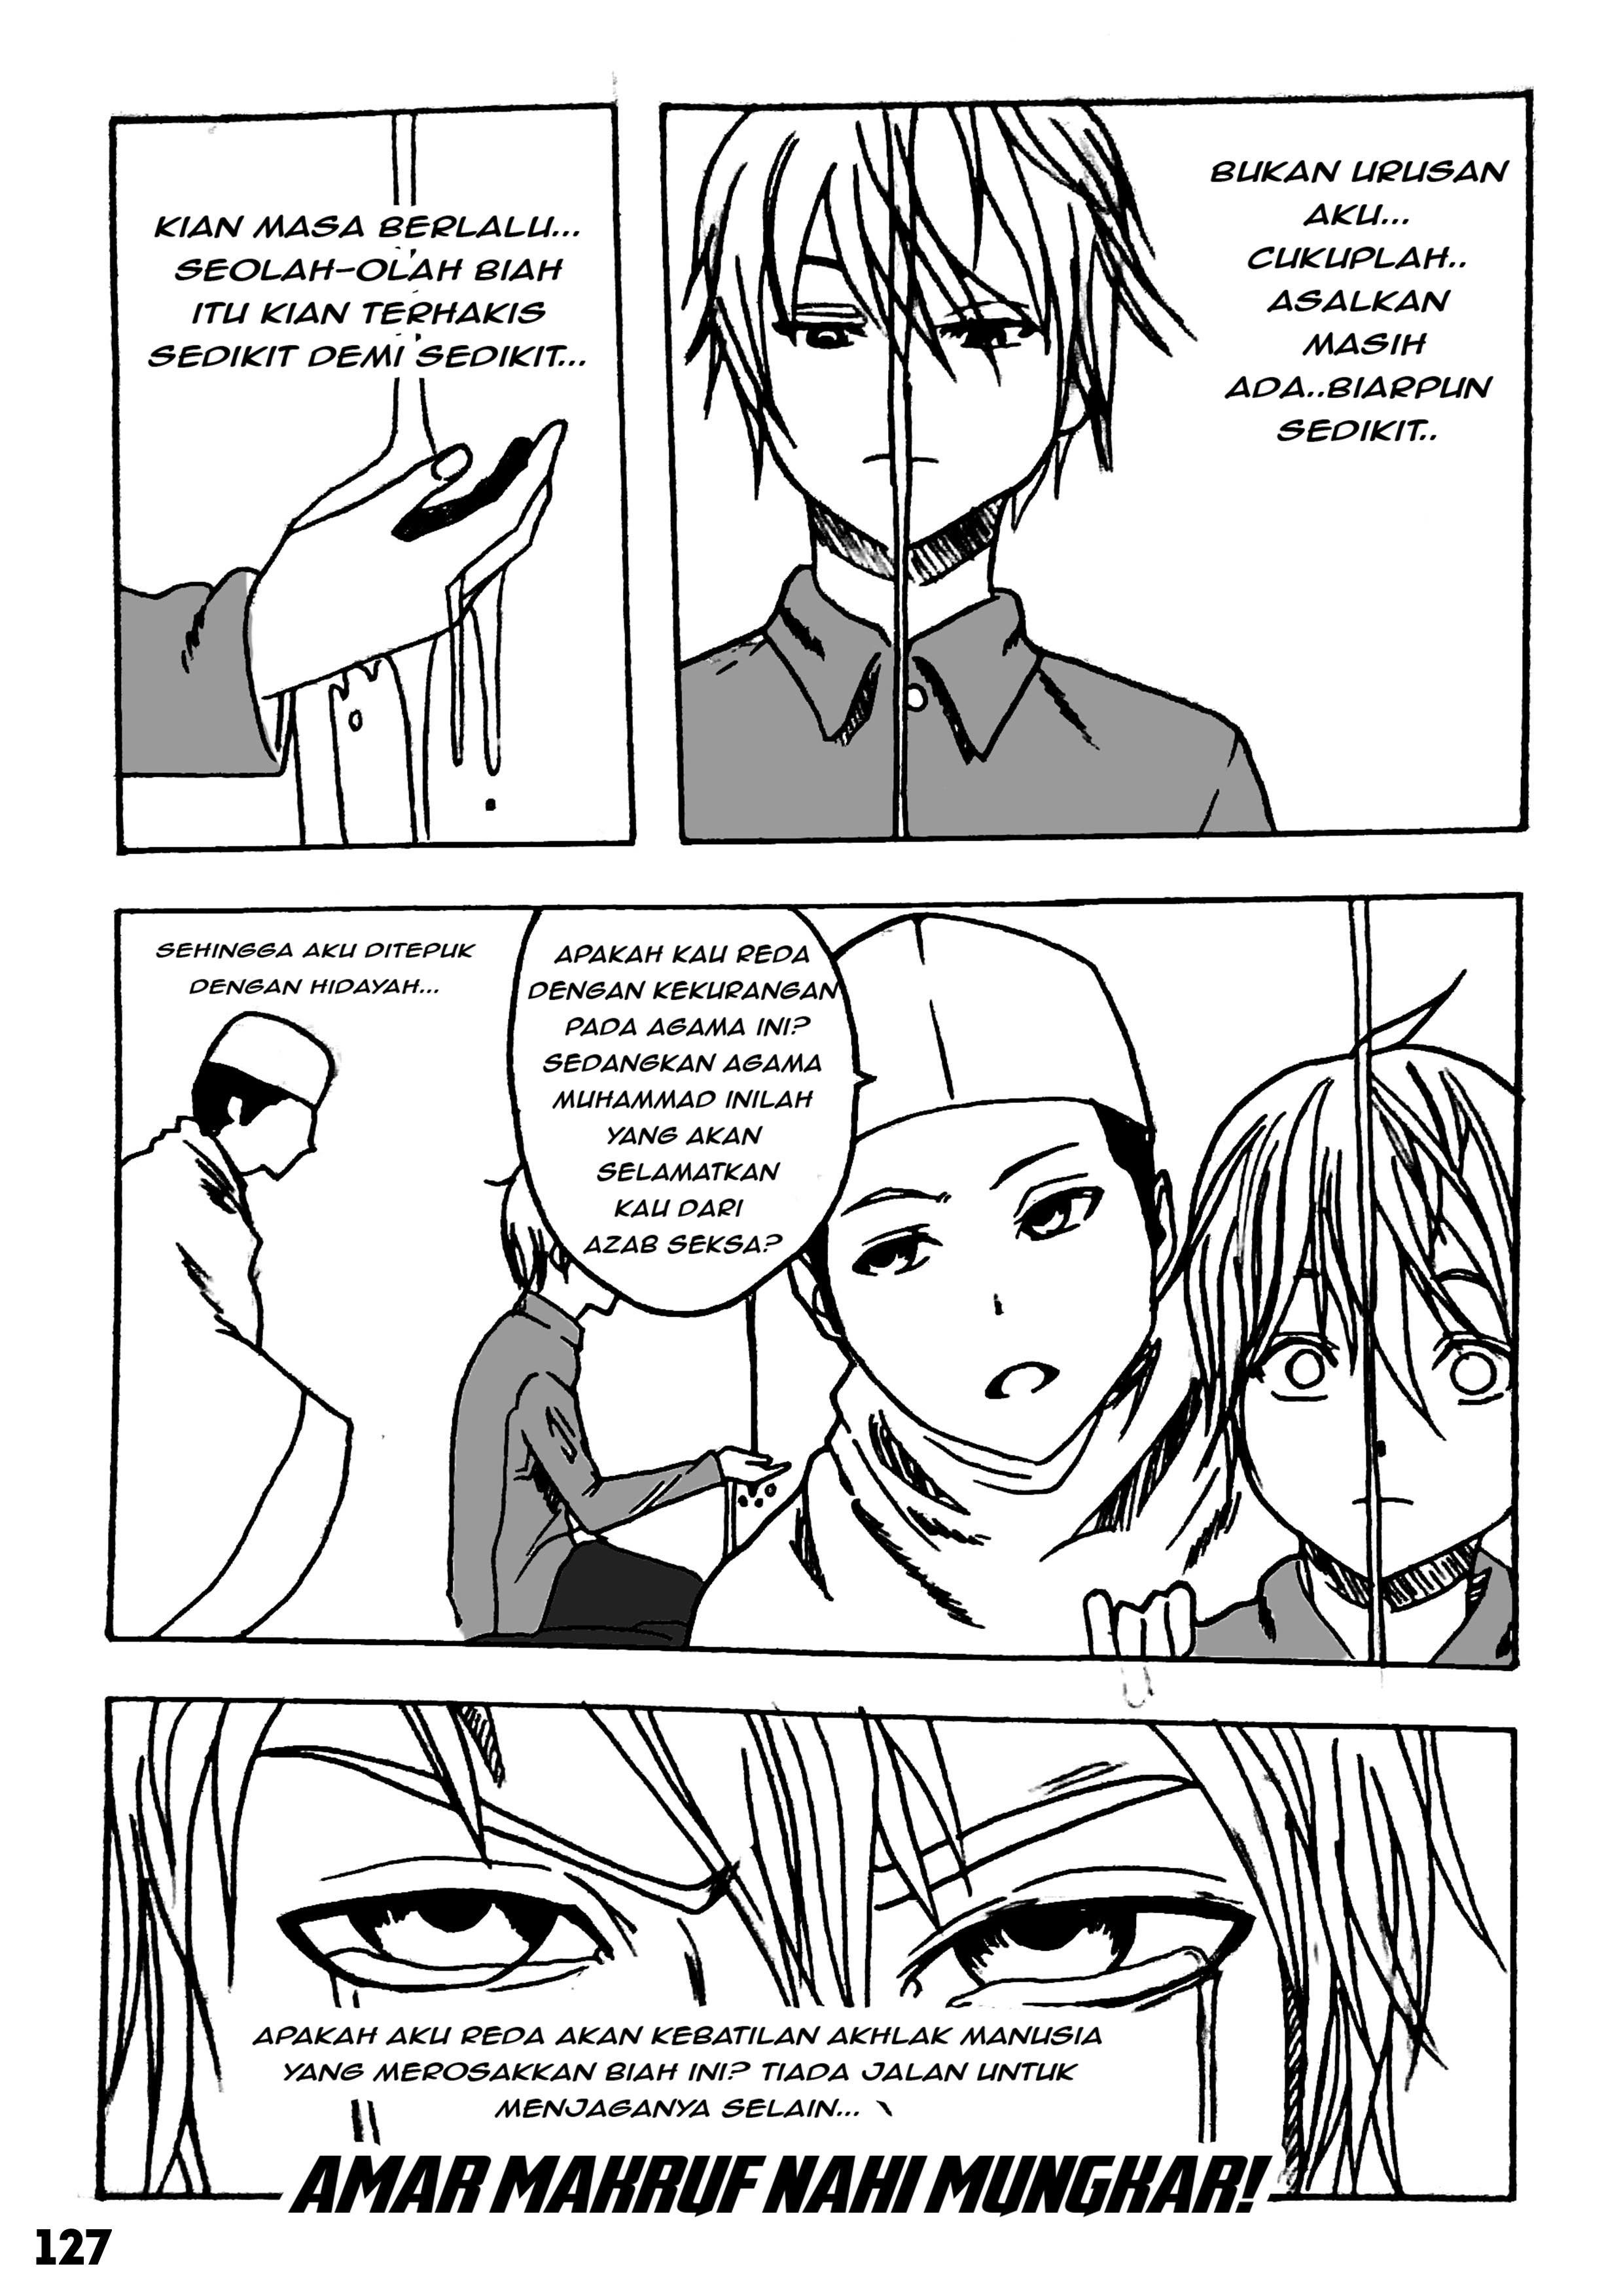 KIAN MASA BERLALU...
SEOLAH-OLAH BIAH
ITU KIAN TERHAKIS
SEDIKIT DEMI SEDIKIT...
BUKAN URUSAN
AKU...
CUKUPLAH..
ASALKAN
MASIH
ADA..BIARPUN
SEDIKIT..
SEHINGGA AKU DITEPUK
DENGAN HIDAYAH...
APAKAH KAU REDA
DENGAN KEKURANGAN
PADA AGAMA INI?
SEDANGKAN AGAMA
MUHAMMAD INILAH
YANG AKAN
SELAMATKAN
KAU DARI
AZAB SEKSA?
APAKAH AKU REDA AKAN KEBATILAN AKHLAK MANUSIA
YANG MEROSAKKAN BIAH INI? TIADA JALAN UNTUK
MENJAGANYA SELAIN...
AMAR MAKRUF NAHI MUNGKAR!
127